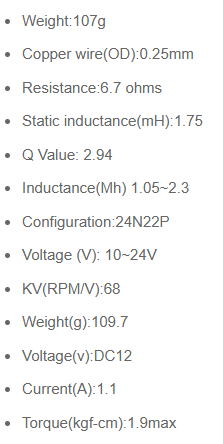 Weight:107g
Copper wire(OD):0.25mm
Resistance:6.7 ohms
Static inductance(mH):1.75
Q Value: 2.94
Inductance(Mh) 1.05~2.3
Configuration:24N22P
Voltage (V): 10~24V
KV(RPM/V):68
Weight(g):109.7
Voltage(v):DC12
Current(A):1.1
Torque(kgf-cm):1.9max